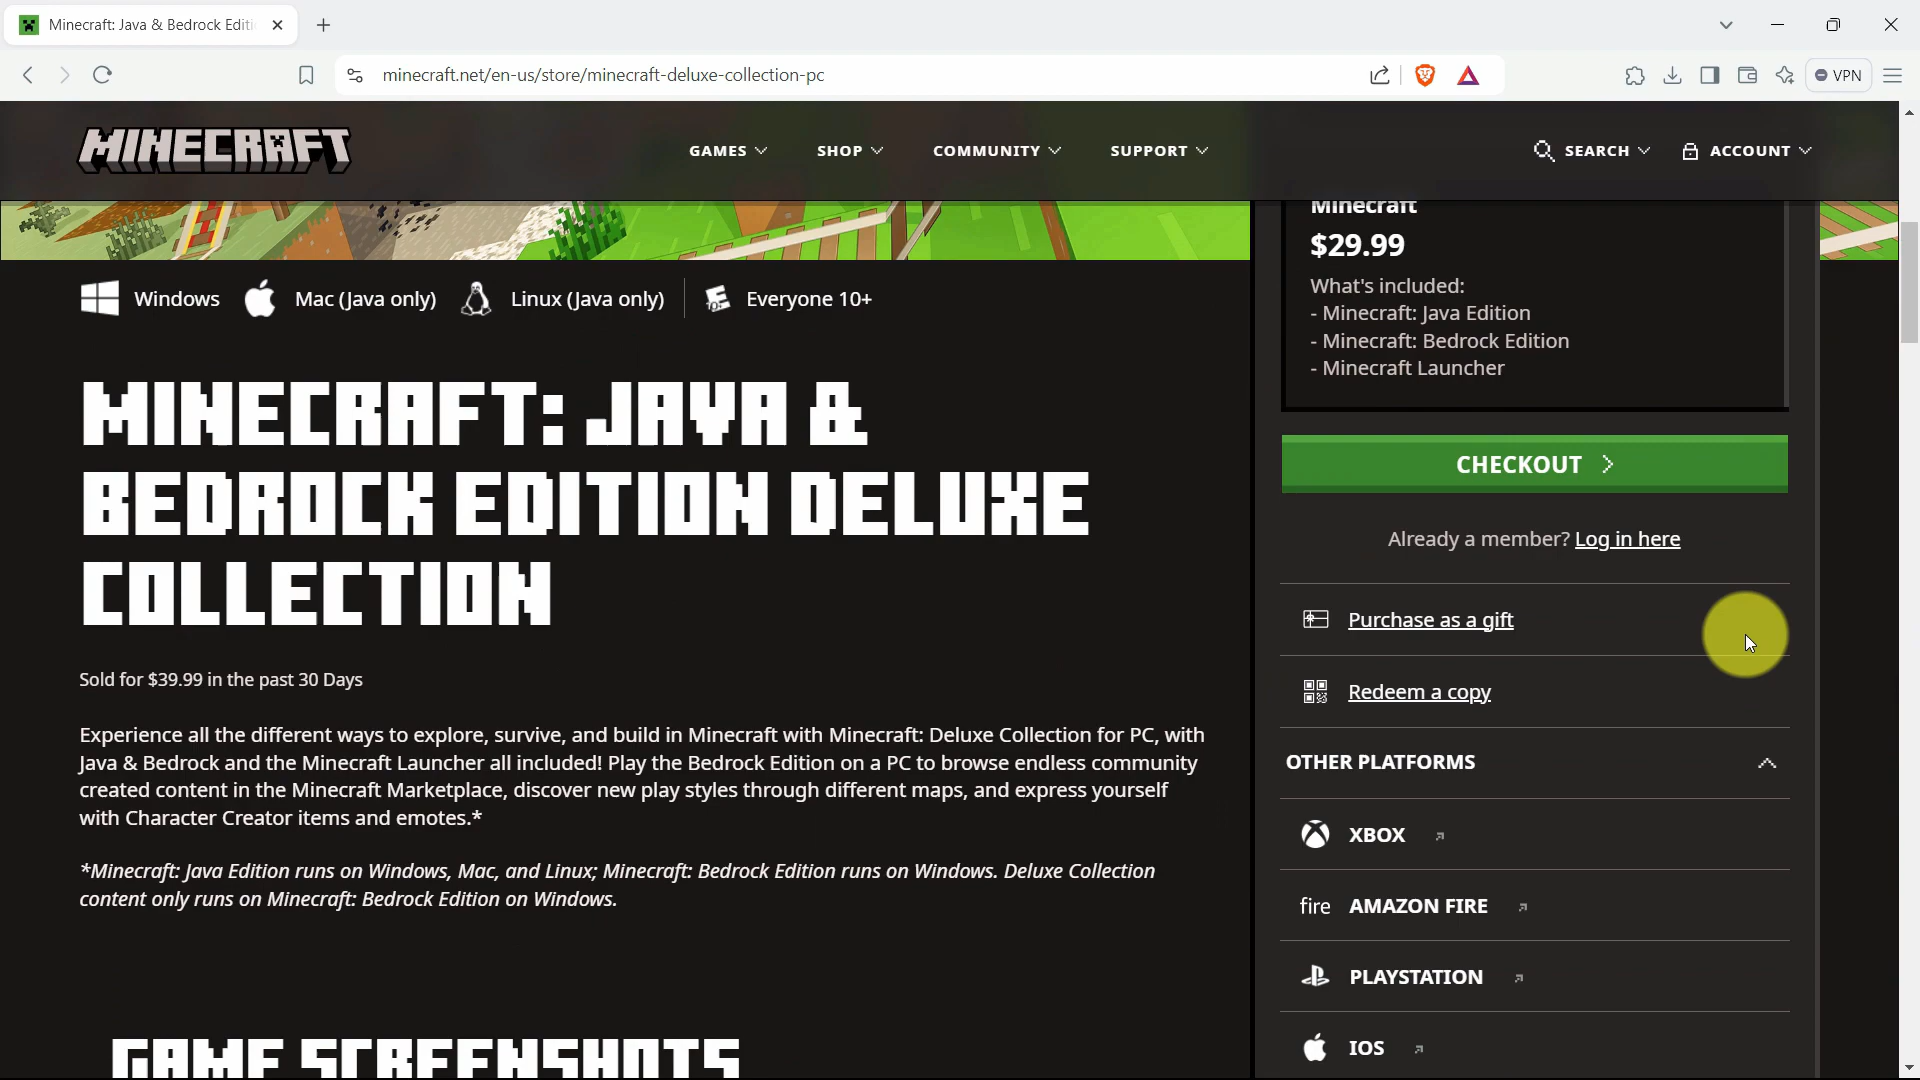 Minecraft: Java & Bedrock Editi
minecraft.net/en-us/store/minecraft-deluxe-collection-pc
VPN
MINECRAFT
GAMES
SHOP
COMMUNITY
SUPPORT
SEARCH
ACCOUNT
Windows
Mac (Java only)
Linux (Java only)
Everyone 10+
MINECRAFT: JAVA &
BEDROCK EDITION DELUXE
COLLECTION
Sold for $39.99 in the past 30 Days
Experience all the different ways to explore, survive, and build in Minecraft with Minecraft: Deluxe Collection for PC, with
Java & Bedrock and the Minecraft Launcher all included! Play the Bedrock Edition on a PC to browse endless community
created content in the Minecraft Marketplace, discover new play styles through different maps, and express yourself
with Character Creator items and emotes.*
*Minecraft: Java Edition runs on Windows, Mac, and Linux; Minecraft: Bedrock Edition runs on Windows. Deluxe Collection
content only runs on Minecraft: Bedrock Edition on Windows.
GAME SCREENSHOTS
Minecraft
$29.99
What's included:
- Minecraft: Java Edition
- Minecraft: Bedrock Edition
- Minecraft Launcher
CHECKOUT
Already a member? Log in here
Purchase as a gift
Redeem a copy
OTHER PLATFORMS
XBOX
fire AMAZON FIRE
PLAYSTATION
IOS